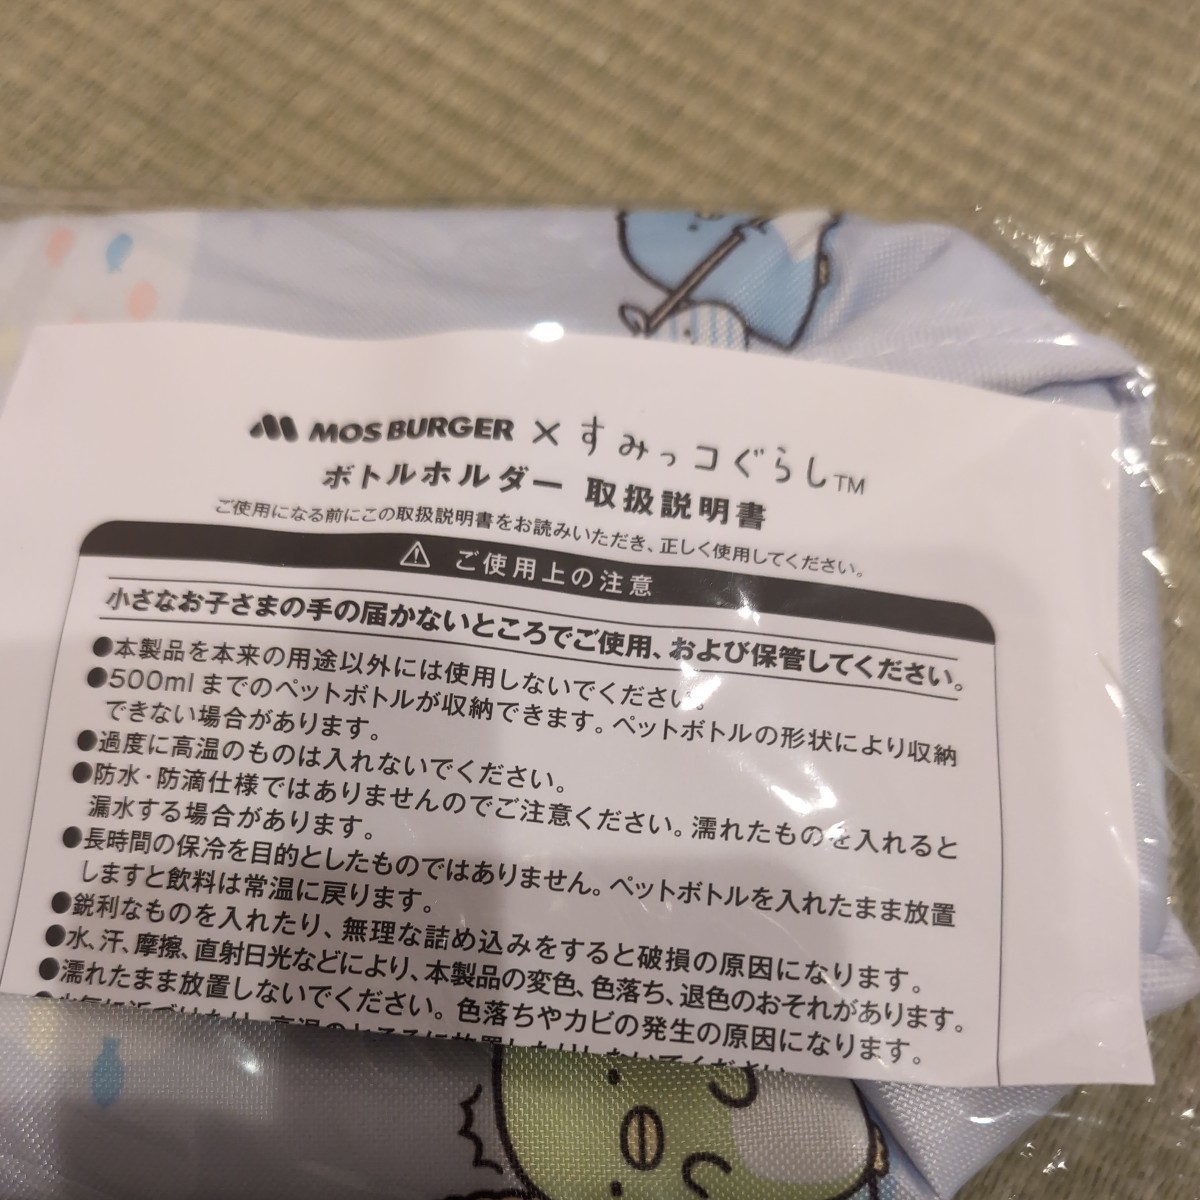 MOS BURGER × すみっコぐらし™
ボトルホルダー 取扱説明書
ご使用になる前にこの取扱説明書をお読みいただき、正しく使用してください。
⚠ ご使用上の注意
小さなお子さまの手の届かないところでご使用、および保管してください。
●本製品を本来の用途以外には使用しないでください。
●500mlまでのペットボトルが収納できます。ペットボトルの形状により収納
できない場合があります。
●過度に高温のものは入れないでください。
●防水・防滴仕様ではありませんのでご注意ください。濡れたものを入れると
漏水する場合があります。
●長時間の保冷を目的としたものではありません。ペットボトルを入れたまま放置
しますと飲料は常温に戻ります。
●鋭利なものを入れたり、無理な詰め込みをすると破損の原因になります。
●水、汗、摩擦、直射日光などにより、本製品の変色、色落ち、退色のおそれがあります。
●濡れたまま放置しないでください。色落ちやカビの発生の原因になります。